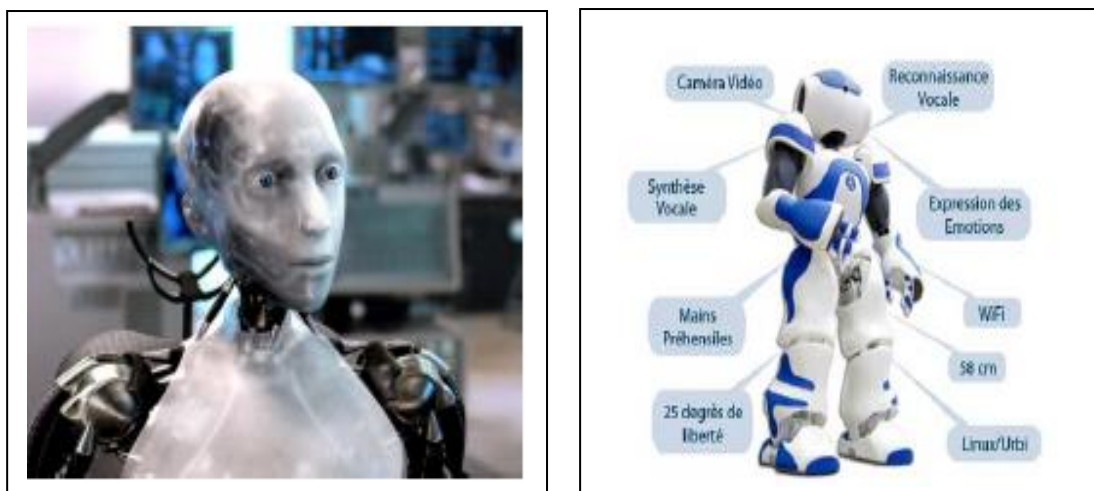 Caméra Vidéo
Reconnaissance
Vocale
Synthèse
Vocale
Expression des
Emotions
Mains
Préhensiles
WiFi
58 cm
25 degrés de
liberté
Linux/Urbi